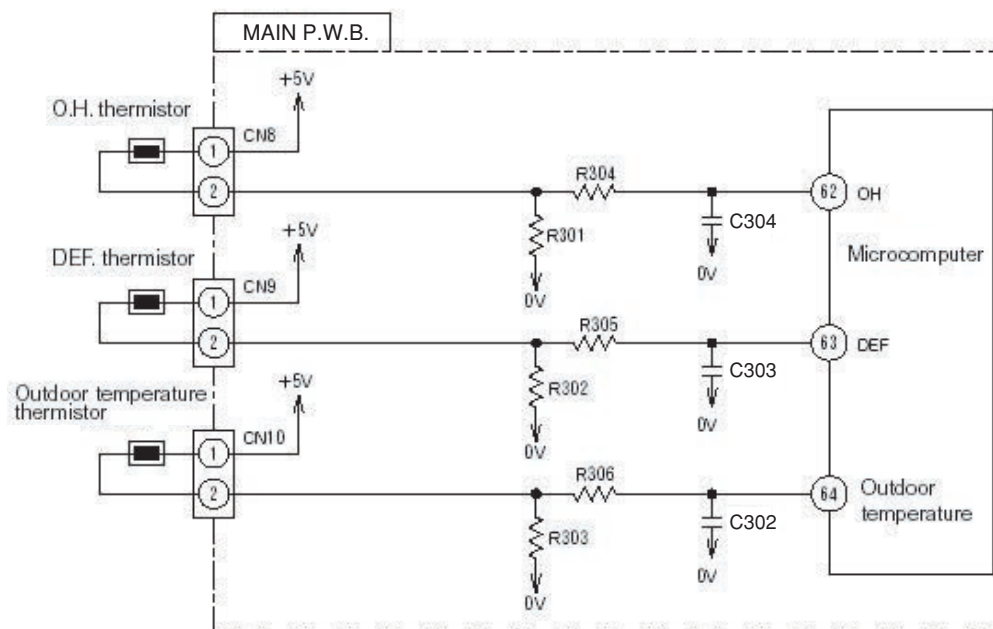 MAIN P.W.B.
+5V
O.H. thermistor
CN8
1
2
R304
R301
C304
0V
0V
62 OH
Microcomputer
+5V
DEF. thermistor
CN9
1
2
R305
R302
C303
0V
0V
63 DEF
+5V
Outdoor temperature
thermistor
CN10
1
2
R306
R303
C302
0V
0V
64 Outdoor
temperature